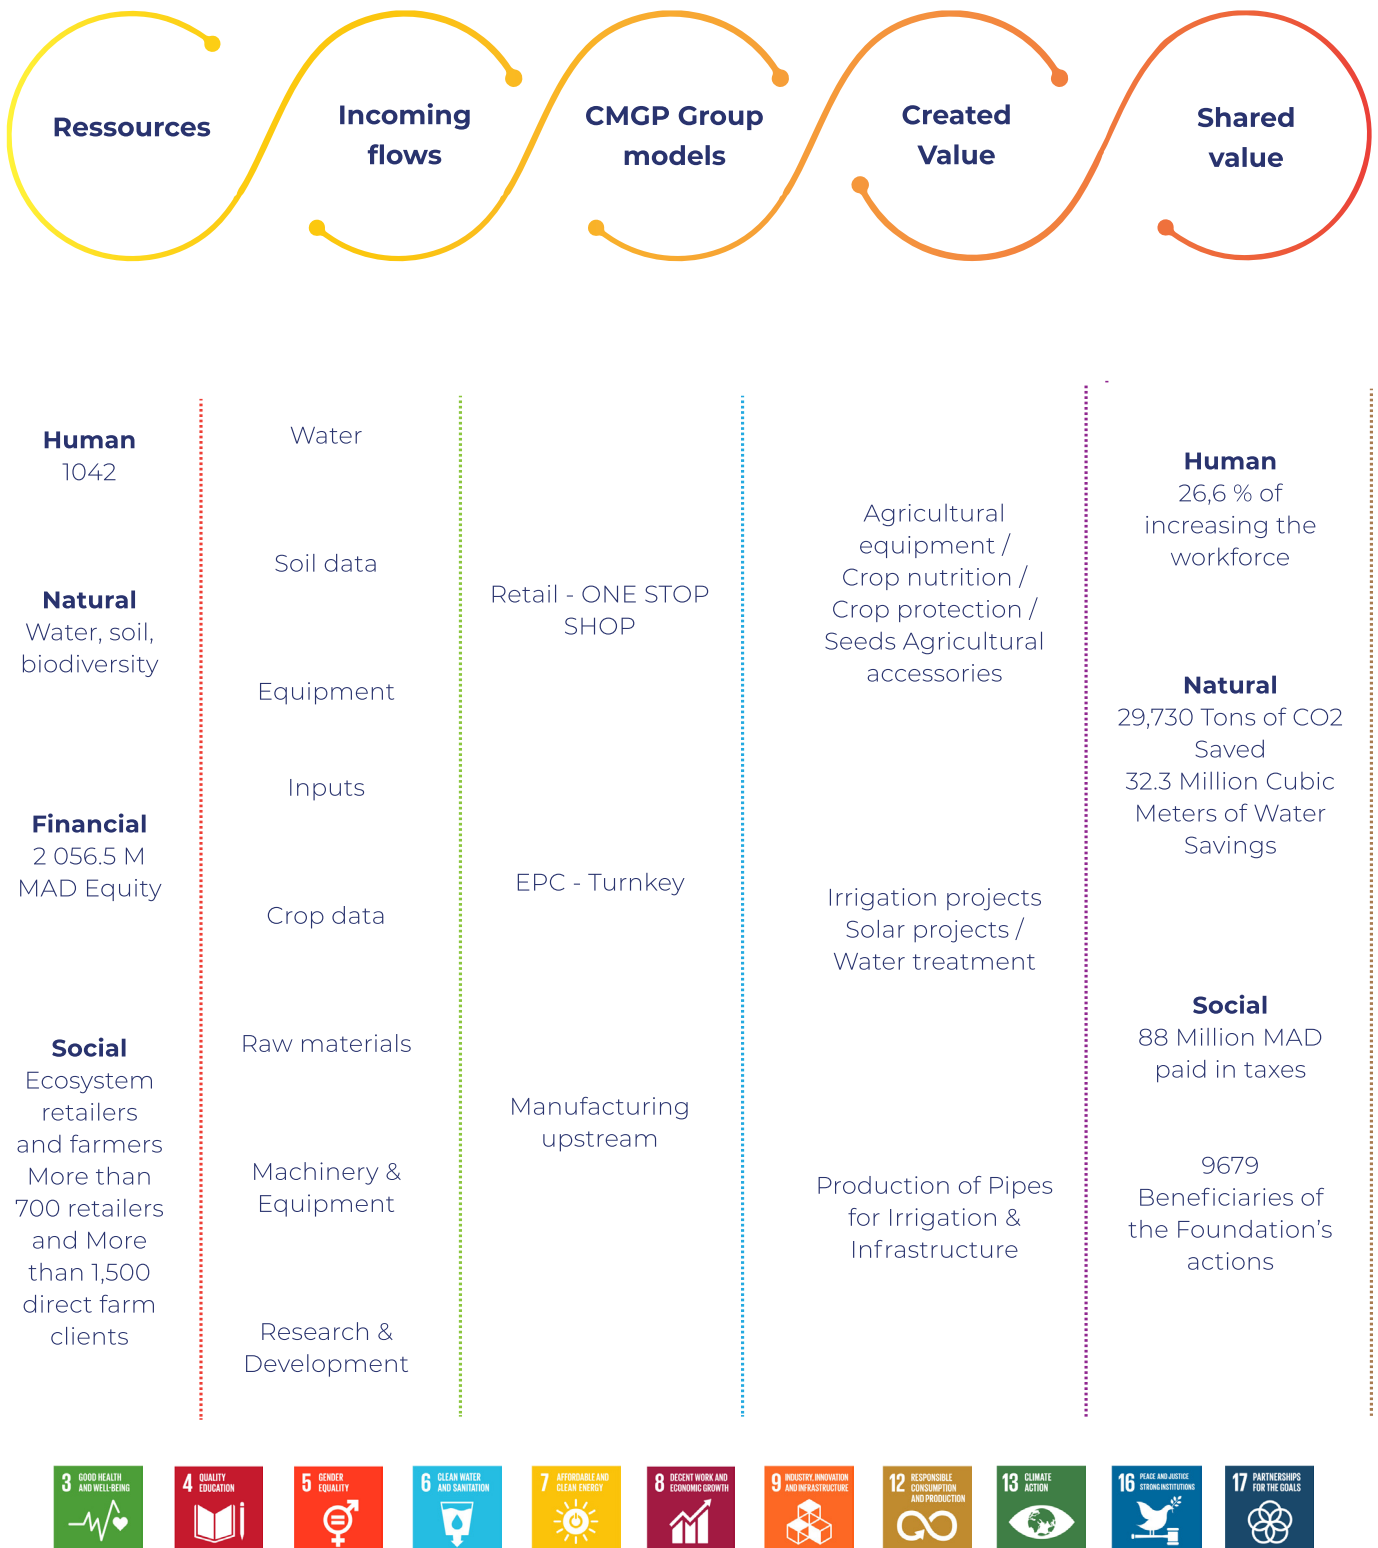 Ressources
Incoming
flows
CMGP Group
models
Created
Value
Shared
value
Human
1042
Natural
Water, soil,
biodiversity
Financial
2 056.5 M
MAD Equity
Social
Ecosystem
retailers
and farmers
More than
700 retailers
and More
than 1,500
direct farm
clients
Water
Soil data
Equipment
Inputs
Crop data
Raw materials
Machinery &
Equipment
Research &
Development
Retail - ONE STOP
SHOP
EPC - Turnkey
Manufacturing
upstream
Agricultural
equipment /
Crop nutrition /
Crop protection /
Seeds Agricultural
accessories
Irrigation projects
Solar projects /
Water treatment
Production of Pipes
for Irrigation &
Infrastructure
Human
26,6 % of
increasing the
workforce
Natural
29,730 Tons of CO2
Saved
32.3 Million Cubic
Meters of Water
Savings
Social
88 Million MAD
paid in taxes
9679
Beneficiaries of
the Foundation’s
actions
3 GOOD HEALTH
AND WELL-BEING
4 QUALITY
EDUCATION
5 GENDER
EQUALITY
6 CLEAN WATER
AND SANITATION
7 AFFORDABLE AND
CLEAN ENERGY
8 DECENT WORK AND
ECONOMIC GROWTH
9 INDUSTRY, INNOVATION
AND INFRASTRUCTURE
12 RESPONSIBLE
CONSUMPTION
AND PRODUCTION
13 CLIMATE
ACTION
16 PEACE AND JUSTICE
STRONG INSTITUTIONS
17 PARTNERSHIPS
FOR THE GOALS